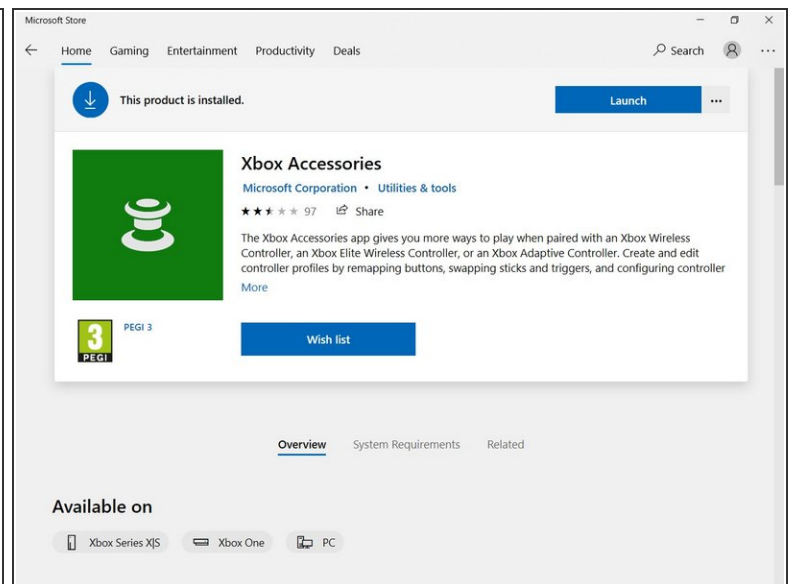 Microsoft Store
Home Gaming Entertainment Productivity Deals Search
This product is installed. Launch
Xbox Accessories
Microsoft Corporation • Utilities & tools
97 Share
The Xbox Accessories app gives you more ways to play when paired with an Xbox Wireless
Controller, an Xbox Elite Wireless Controller, or an Xbox Adaptive Controller. Create and edit
controller profiles by remapping buttons, swapping sticks and triggers, and configuring controller
More
3
PEGI
PEGI 3
Wish list
Overview System Requirements Related
Available on
Xbox Series X|S Xbox One PC